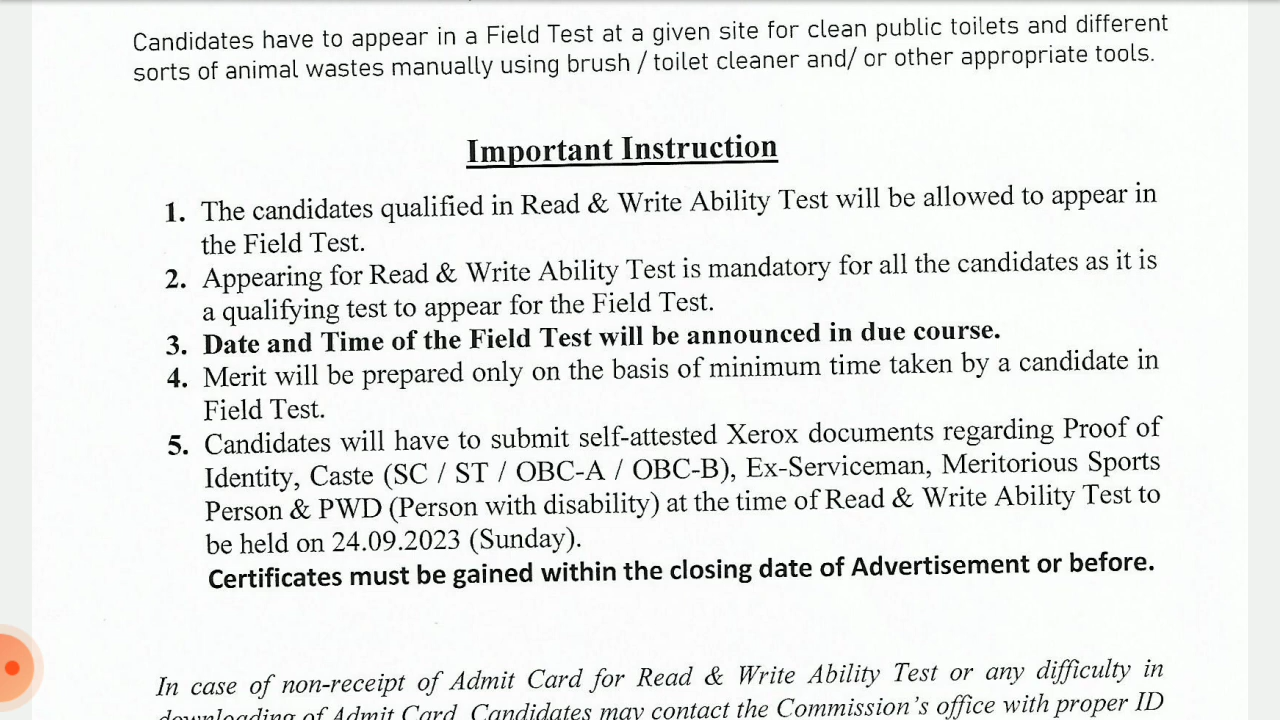 Candidates have to appear in a Field Test at a given site for clean public toilets and different
sorts of animal wastes manually using brush / toilet cleaner and/ or other appropriate tools.
Important Instruction
1. The candidates qualified in Read & Write Ability Test will be allowed to appear in
the Field Test.
2. Appearing for Read & Write Ability Test is mandatory for all the candidates as it is
a qualifying test to appear for the Field Test.
3. Date and Time of the Field Test will be announced in due course.
4. Merit will be prepared only on the basis of minimum time taken by a candidate in
Field Test.
5. Candidates will have to submit self-attested Xerox documents regarding Proof of
Identity, Caste (SC / ST / OBC-A / OBC-B), Ex-Serviceman, Meritorious Sports
Person & PWD (Person with disability) at the time of Read & Write Ability Test to
be held on 24.09.2023 (Sunday).
Certificates must be gained within the closing date of Advertisement or before.
In case of non-receipt of Admit Card for Read & Write Ability Test or any difficulty in
downloading of Admit Card, Candidates may contact the Commission's office with proper ID